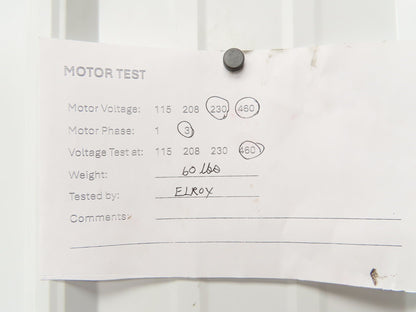 MOTOR TEST
Motor Voltage: 115 208 230 460
Motor Phase: 1 3
Voltage Test at: 115 208 230 460
Weight: 60 lbs
Tested by: ELROY
Comments: